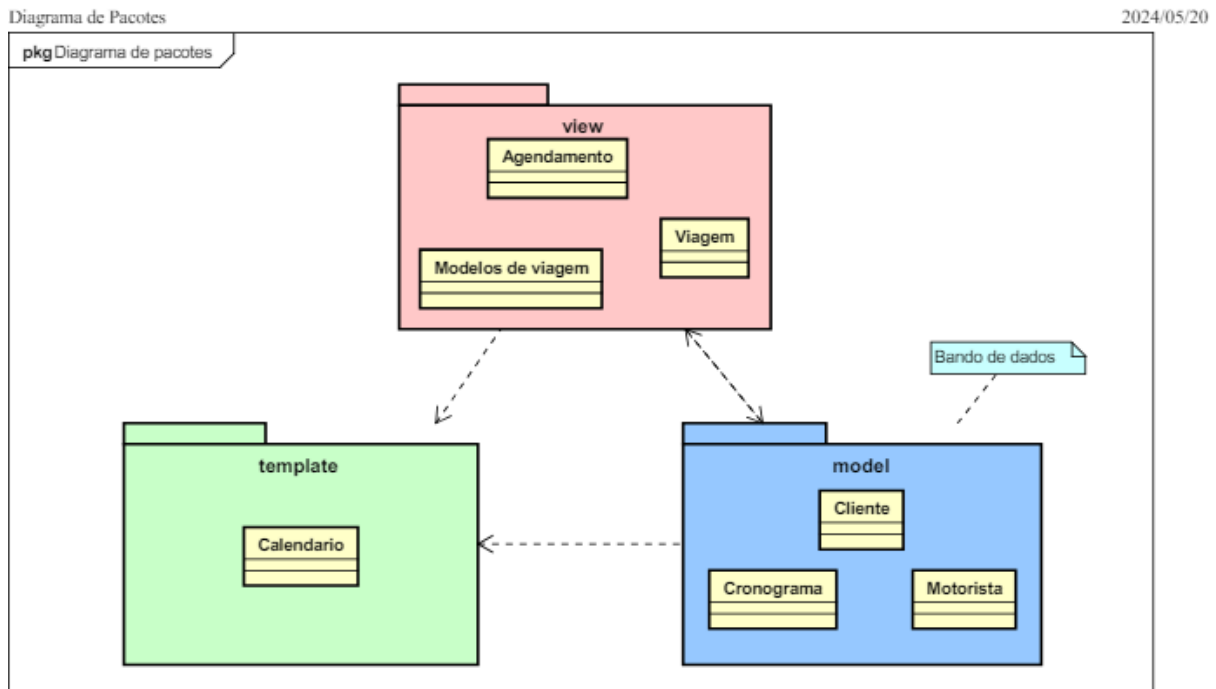 Diagrama de Pacotes
2024/05/20
pkg Diagrama de pacotes
view
Agendamento
Viagem
Modelos de viagem
Bando de dados
template
Calendario
model
Cliente
Cronograma
Motorista